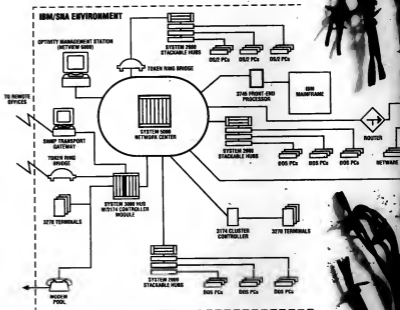 IBM/SNA ENVIRONMENT
OPTIVITY MANAGEMENT STATION
(NETVIEW 6000)
SYSTEM 2000
STACKABLE HUBS
DS/2 PCs DS/2 PCs DS/2 PCs
TOKEN RING BRIDGE
3745 FRONT-END
PROCESSOR
IBM
MAINFRAME
TO REMOTE
OFFICES
SYSTEM 5000
NETWORK CENTER
SYSTEM 2000
STACKABLE HUBS
ROUTER
SNMP TRANSPORT
GATEWAY
DOS PCs DOS PCs DOS PCs
NETWARE
TOKEN RING
BRIDGE
SYSTEM 3000 HUB
W/3174 CONTROLLER
MODULE
3270 TERMINALS
3174 CLUSTER
CONTROLLER
3270 TERMINALS
SYSTEM 2000
STACKABLE HUBS
DOS PCs DOS PCs DOS PCs
MODEM
POOL